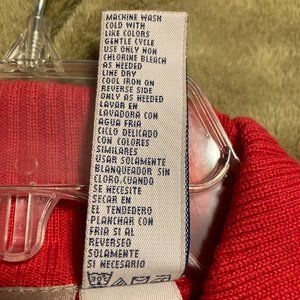 MACHINE WASH
COLD WITH
LIKE COLORS
GENTLE CYCLE
USE ONLY NON
CHLORINE BLEACH
AS NEEDED
LINE DRY
COOL IRON ON
REVERSE SIDE
ONLY AS NEEDED
LAVAR EN
LAVADORA CON
AGUA FRIA
CICLO DELICADO
CON COLORES
SIMILARES
USAR SOLAMENTE
BLANQUEADOR SIN
CLORO,CUANDO
SE NECESITE
SECAR EN
EL TENDEDERO
PLANCHAR CON
FRIA SI AL
REVERSEO
SOLAMENTE
SI NECESARIO